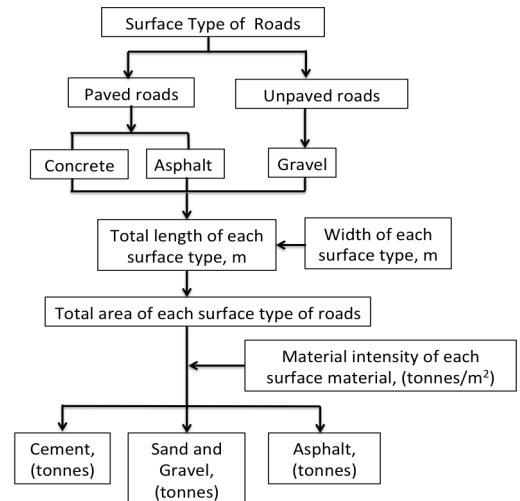 Surface Type of Roads
Paved roads
Unpaved roads
Concrete
Asphalt
Gravel
Total length of each
surface type, m
Width of each
surface type, m
Total area of each surface type of roads
Material intensity of each
surface material, (tonnes/m²)
Cement,
(tonnes)
Sand and
Gravel,
(tonnes)
Asphalt,
(tonnes)